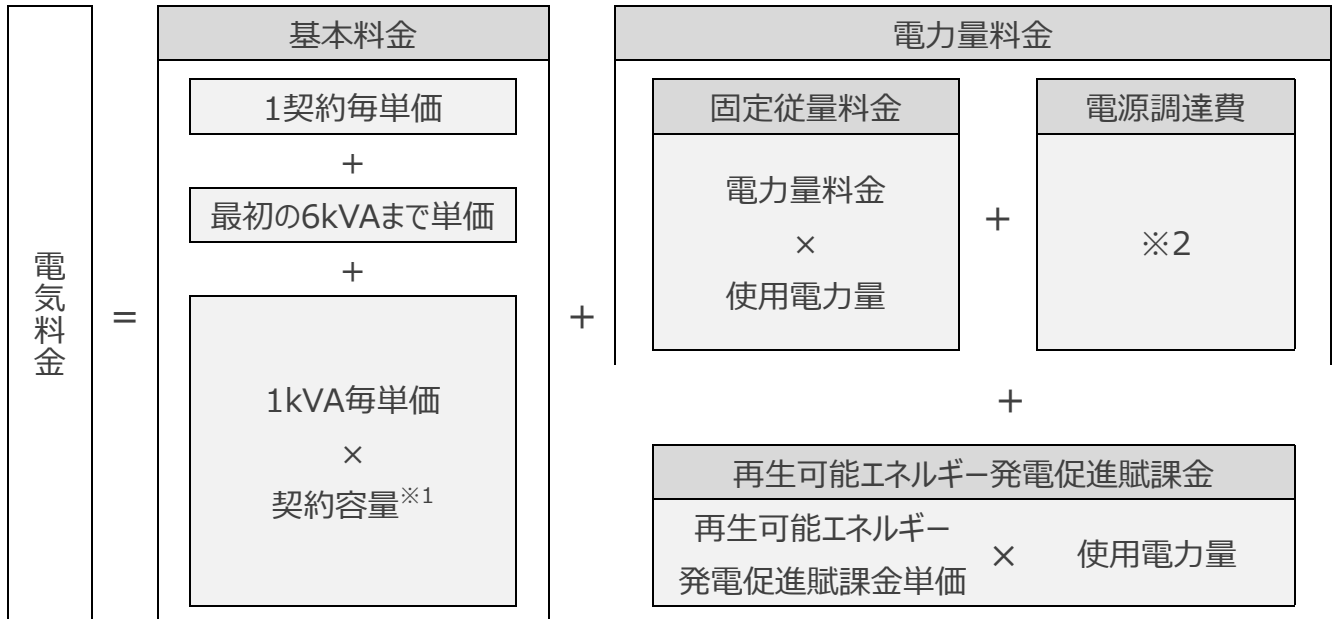 電気料金
=
基本料金
1契約毎単価
+
最初の6kVAまで単価
+
1kVA毎単価
×
契約容量※1
+
電力量料金
固定従量料金
電力量料金
×
使用電力量
+
電源調達費
※2
+
再生可能エネルギー発電促進賦課金
再生可能エネルギー
発電促進賦課金単価
×
使用電力量